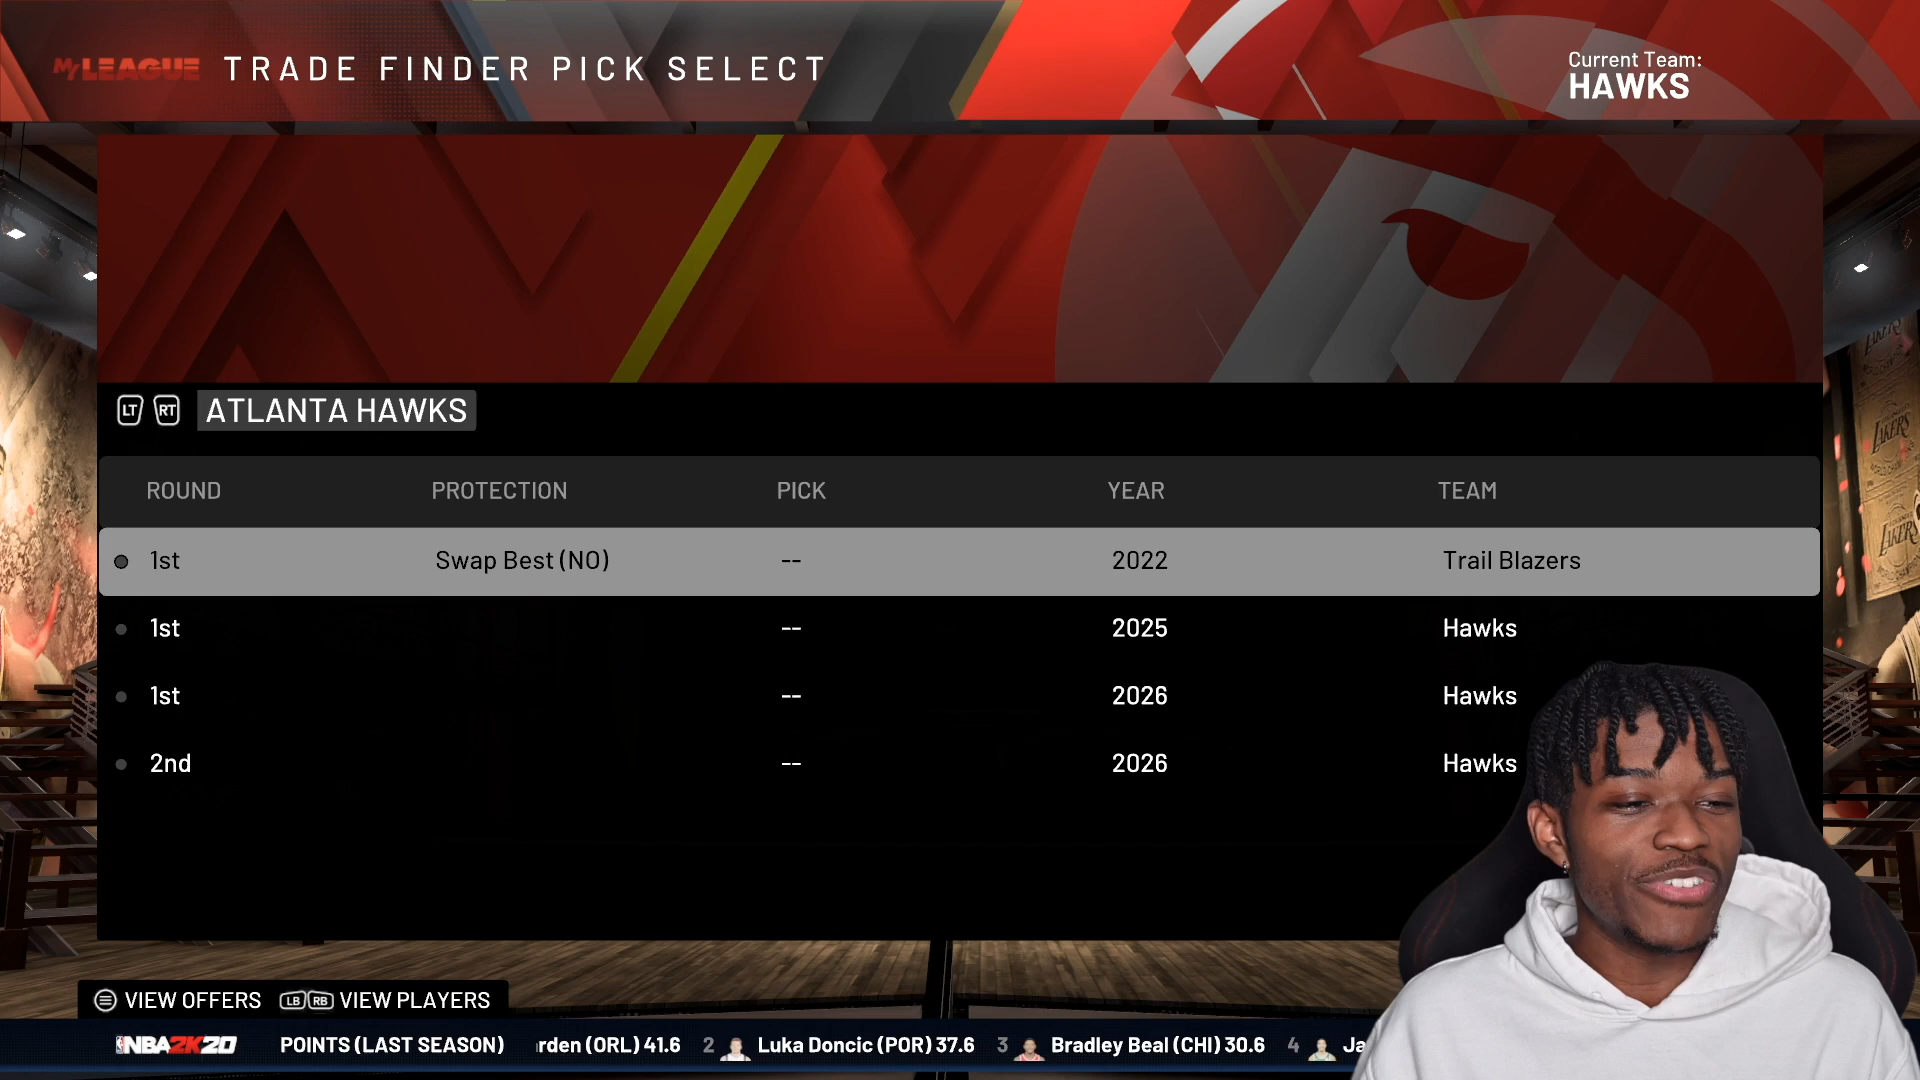 MyLEAGUE TRADE FINDER PICK SELECT
Current Team:
HAWKS
LT RT ATLANTA HAWKS
ROUND PROTECTION PICK YEAR TEAM
1st Swap Best (NO) -- 2022 Trail Blazers
1st -- 2025 Hawks
1st -- 2026 Hawks
2nd -- 2026 Hawks
VIEW OFFERS LB RB VIEW PLAYERS
NBA2K20 POINTS (LAST SEASON) rden (ORL) 41.6 2 Luka Doncic (POR) 37.6 3 Bradley Beal (CHI) 30.6 4 Ja
LAKERS
LAKERS
LAKERS